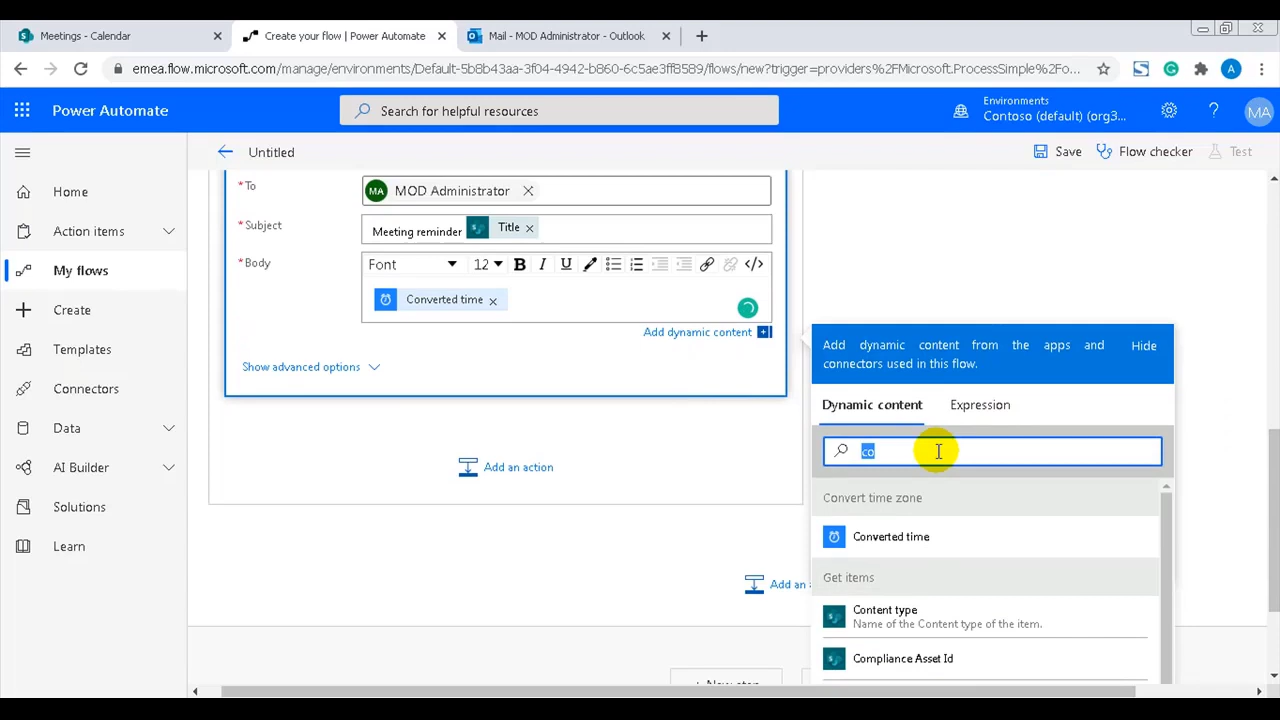 Meetings - Calendar
Create your flow | Power Automate
Mail - MOD Administrator - Outlook
emea.flow.microsoft.com/manage/environments/Default-5b8b43aa-3f04-4942-b860-6c5ae3ff8589/flows/new?trigger=providers%2FMicrosoft.ProcessSimple%2Fo...
A
Power Automate
Search for helpful resources
Environments
Contoso (default) (org3...
MA
Untitled
Save
Flow checker
Test
Home
Action items
My flows
Create
Templates
Connectors
Data
AI Builder
Solutions
Learn
* To
MA MOD Administrator
* Subject
Meeting reminder Title
* Body
Font 12 B I U </>
Converted time
Add dynamic content
Show advanced options
Add an action
Add dynamic content from the apps and
connectors used in this flow.
Hide
Dynamic content
Expression
co
Convert time zone
Converted time
Get items
Content type
Name of the Content type of the item.
Compliance Asset Id
Add an